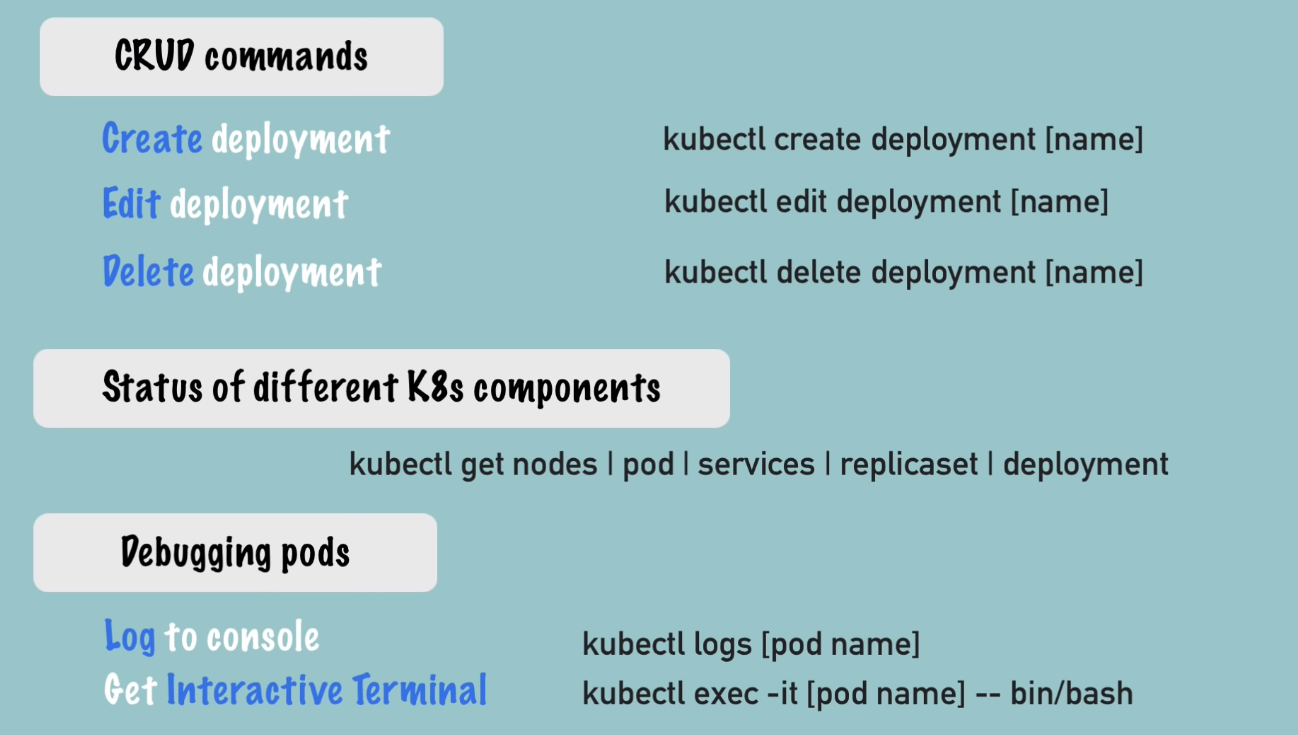 CRUD commands
Create deployment kubectl create deployment [name]
Edit deployment kubectl edit deployment [name]
Delete deployment kubectl delete deployment [name]
Status of different K8s components
kubectl get nodes | pod | services | replicaset | deployment
Debugging pods
Log to console kubectl logs [pod name]
Get Interactive Terminal kubectl exec -it [pod name] -- bin/bash